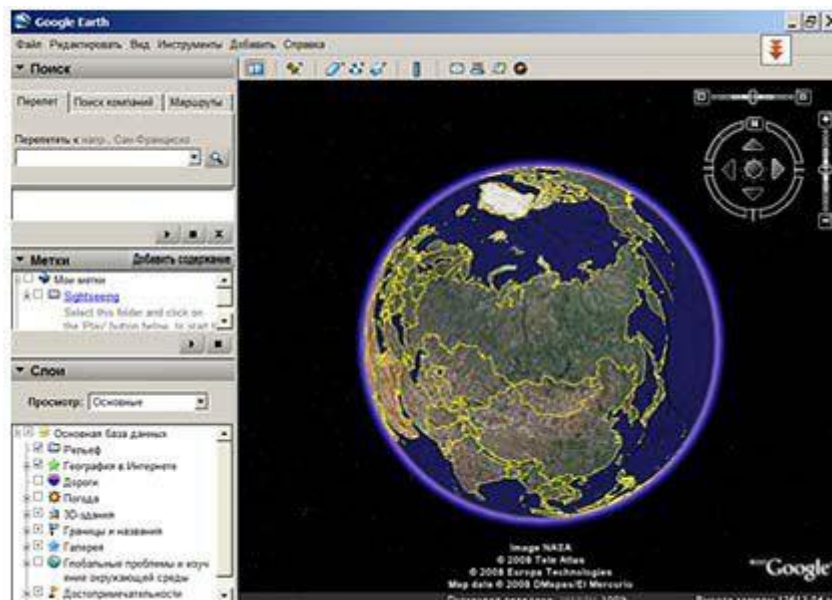 Google Earth
Файл Редактировать Вид Инструменты Добавить Справка
Поиск
Перелет Поиск компаний Маршруты
Перелететь к напр., Сан-Франциско
Метки Добавить содержание
Мои метки
Sightseeing
Select this folder and click on
the 'Play' button below, to start
Слои
Просмотр: Основные
Основная база данных
Рельеф
География в Интернете
Дороги
Погода
3D-здания
Границы и названия
Галерея
Глобальные проблемы и изуч
ение окружающей среды
Достопримечательности
N
Image NASA
© 2008 Tele Atlas
© 2008 Europa Technologies
Map data © 2008 DMapas/El Mercurio
Google
100%